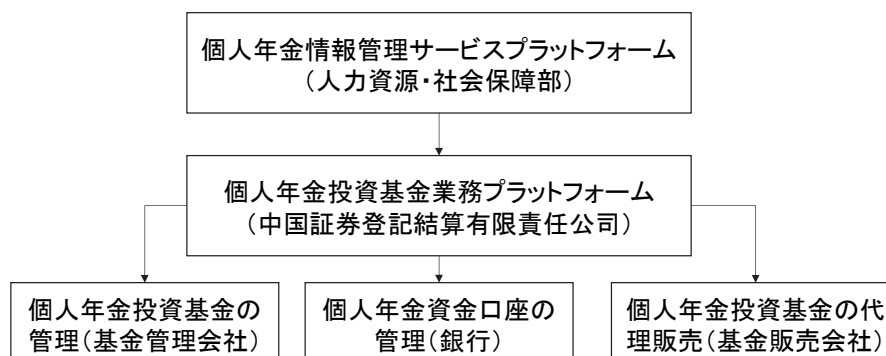 個人年金情報管理サービスプラットフォーム
（人力資源・社会保障部）
個人年金投資基金業務プラットフォーム
（中国証券登記結算有限責任公司）
個人年金投資基金の
管理（基金管理会社）
個人年金資金口座の
管理（銀行）
個人年金投資基金の代
理販売（基金販売会社）